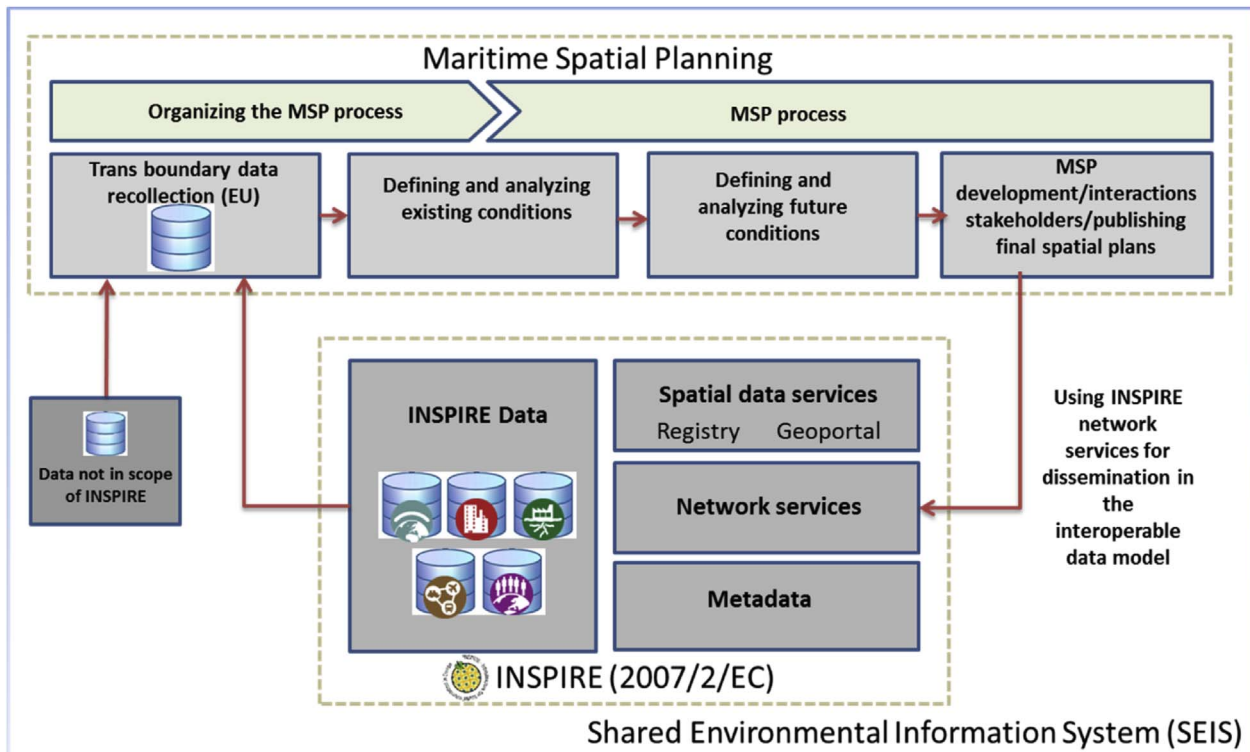 Maritime Spatial Planning
Organizing the MSP process
MSP process
Trans boundary data
recollection (EU)
Defining and analyzing
existing conditions
Defining and
analyzing future
conditions
MSP
development/interactions
stakeholders/publishing
final spatial plans
Data not in scope
of INSPIRE
INSPIRE Data
Spatial data services
Registry Geoportal
Network services
Metadata
Using INSPIRE
network
services for
dissemination in
the
interoperable
data model
INSPIRE (2007/2/EC)
Shared Environmental Information System (SEIS)